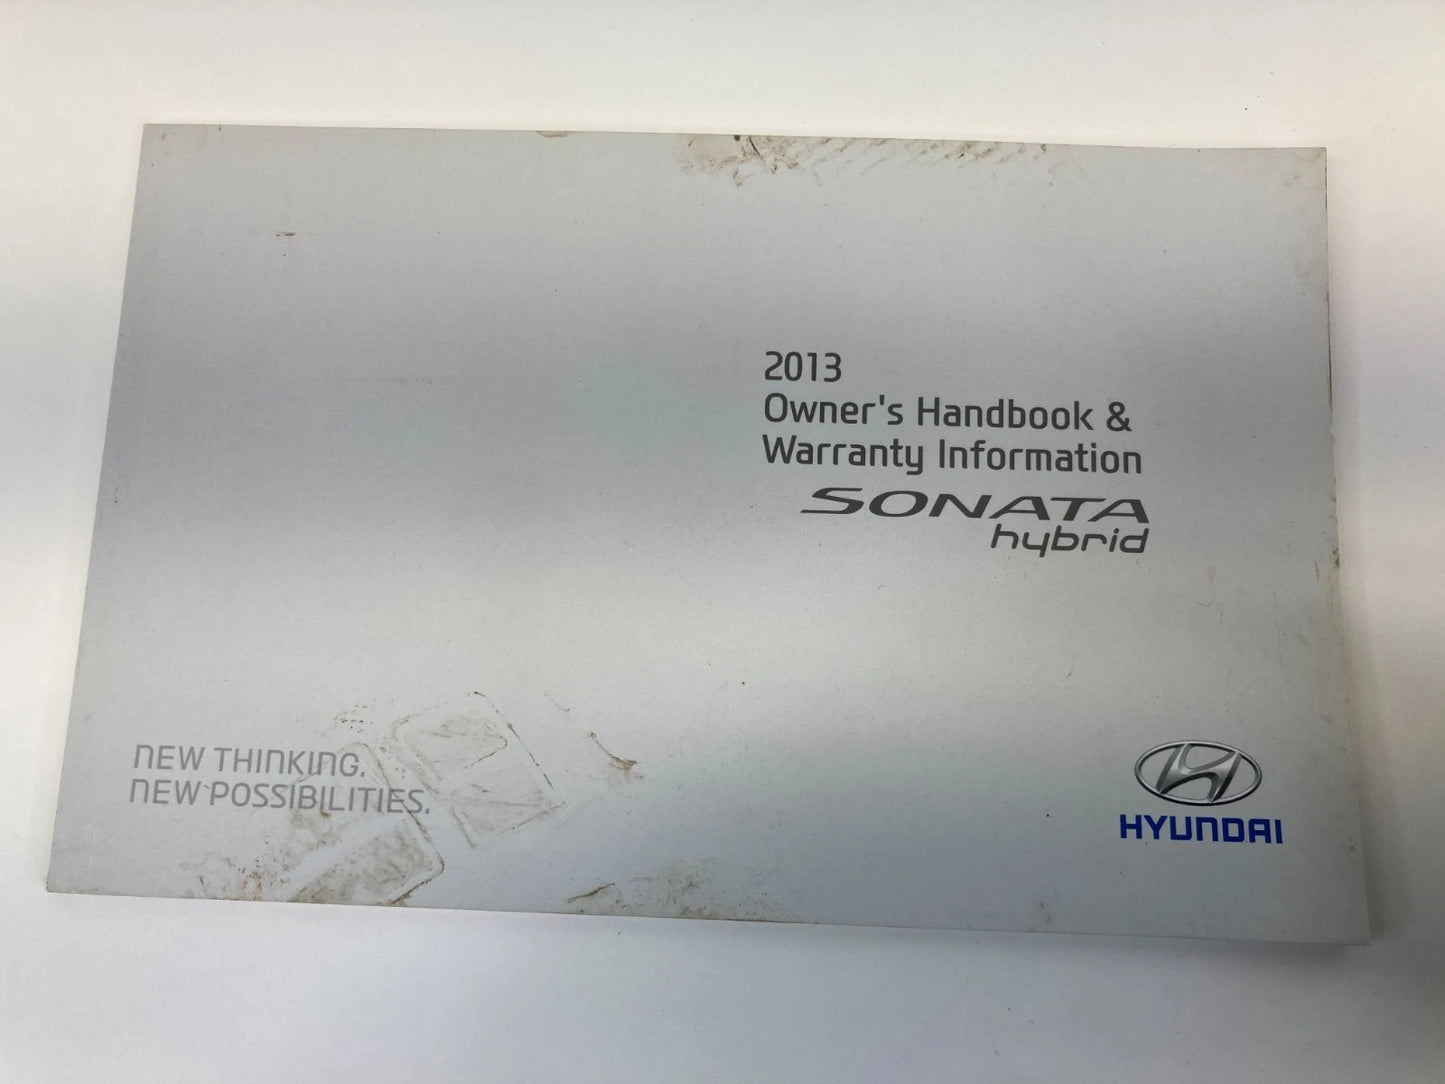 2013
Owner's Handbook &
Warranty Information
SONATA
hybrid
NEW THINKING.
NEW POSSIBILITIES.
HYUNDAI